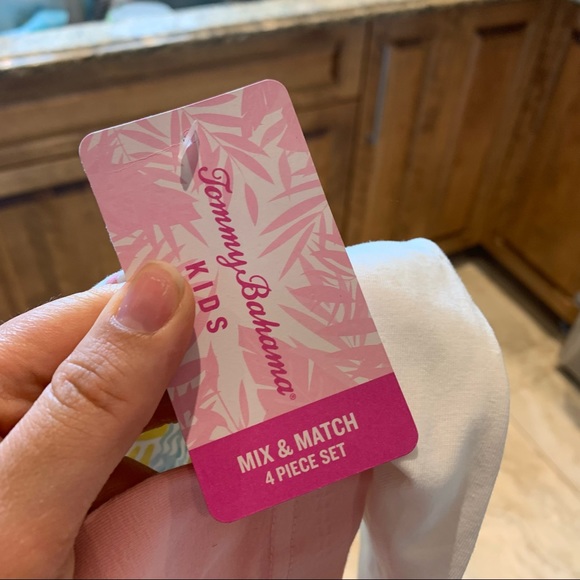 Tommy Bahama®
KIDS
MIX & MATCH
4 PIECE SET